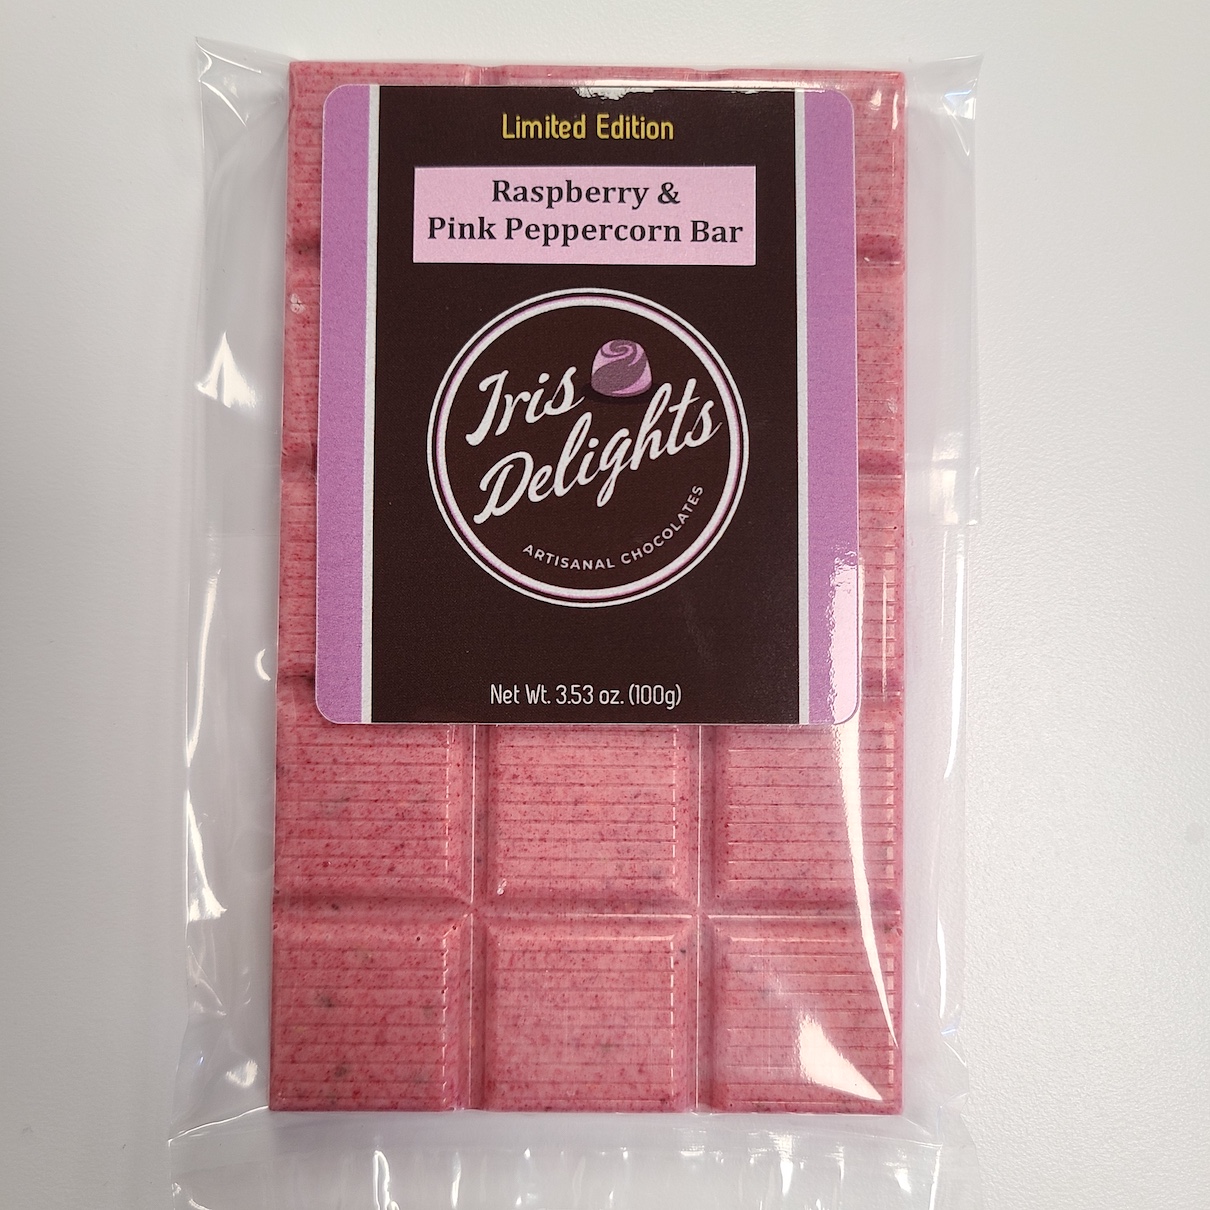 Limited Edition
Raspberry &
Pink Peppercorn Bar
Iris
Delights
ARTISANAL CHOCOLATES
Net Wt. 3.53 oz. (100g)